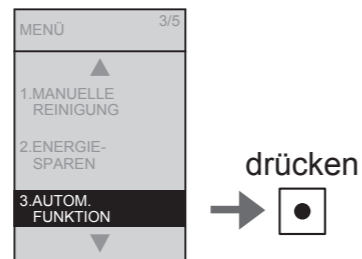 MENÜ 3/5
1.MANUELLE
REINIGUNG
2.ENERGIE-
SPAREN
3.AUTOM.
FUNKTION
drücken